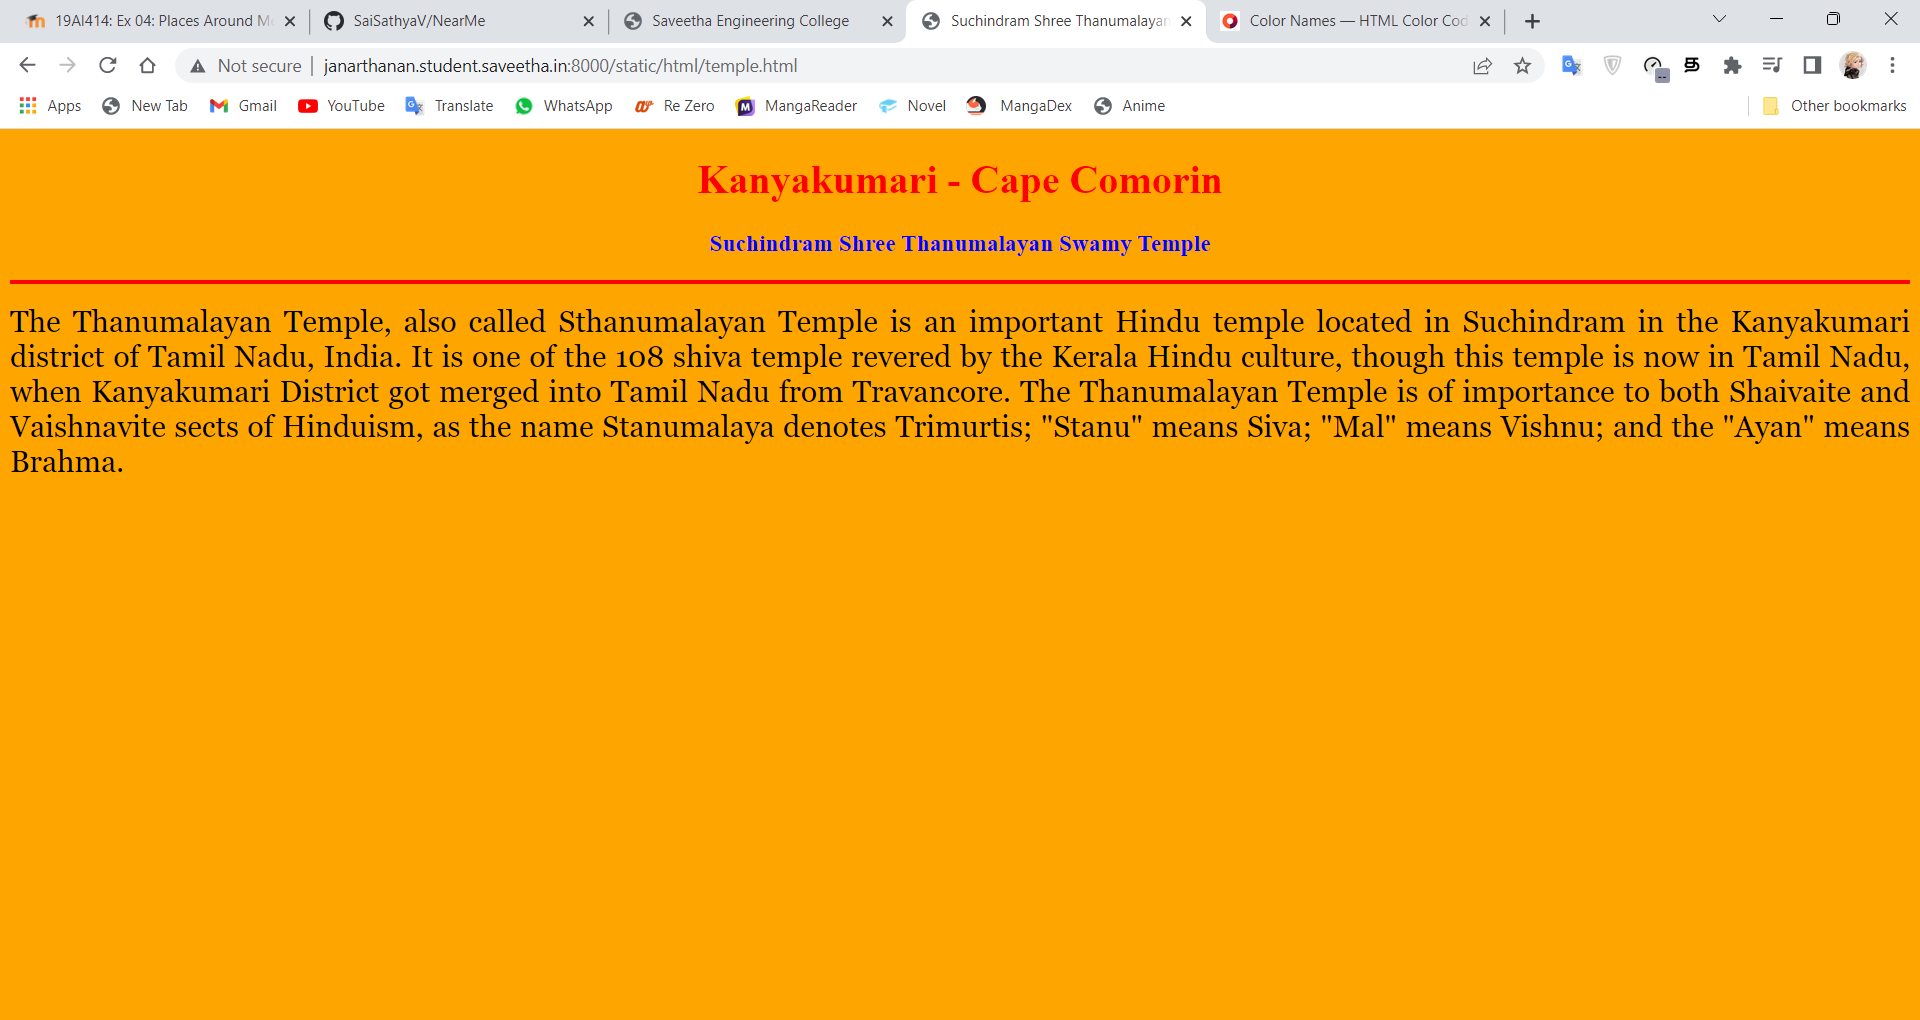 19AI414: Ex 04: Places Around Me
SaiSathyaV/NearMe
Saveetha Engineering College
Suchindram Shree Thanumalayan
Color Names — HTML Color Cod
Not secure
janarthanan.student.saveetha.in:8000/static/html/temple.html
Apps
New Tab
Gmail
YouTube
Translate
WhatsApp
Re Zero
MangaReader
Novel
MangaDex
Anime
Other bookmarks
Kanyakumari - Cape Comorin
Suchindram Shree Thanumalayan Swamy Temple
The Thanumalayan Temple, also called Sthanumalayan Temple is an important Hindu temple located in Suchindram in the Kanyakumari
district of Tamil Nadu, India. It is one of the 108 shiva temple revered by the Kerala Hindu culture, though this temple is now in Tamil Nadu,
when Kanyakumari District got merged into Tamil Nadu from Travancore. The Thanumalayan Temple is of importance to both Shaivaite and
Vaishnavite sects of Hinduism, as the name Stanumalaya denotes Trimurtis; "Stanu" means Siva; "Mal" means Vishnu; and the "Ayan" means
Brahma.